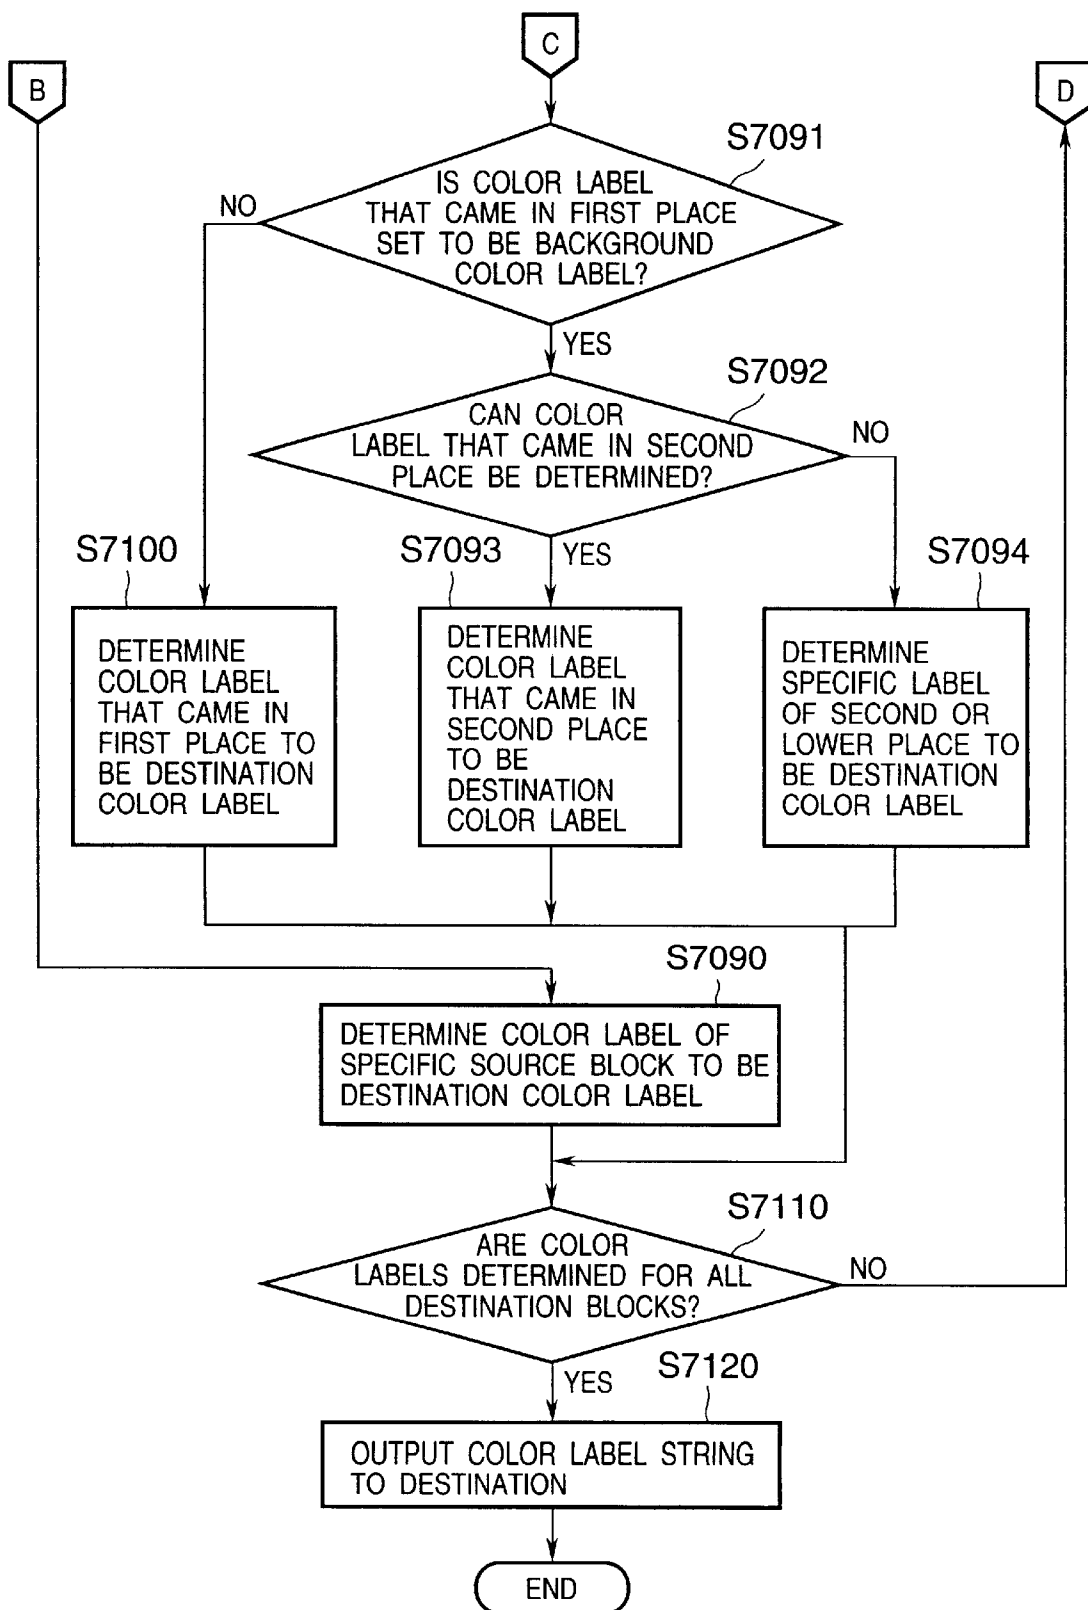 C
B
D
S7091
IS COLOR LABEL
THAT CAME IN FIRST PLACE
SET TO BE BACKGROUND
COLOR LABEL?
NO
YES
S7092
CAN COLOR
LABEL THAT CAME IN SECOND
PLACE BE DETERMINED?
NO
YES
S7100
DETERMINE
COLOR LABEL
THAT CAME IN
FIRST PLACE TO
BE DESTINATION
COLOR LABEL
S7093
DETERMINE
COLOR LABEL
THAT CAME IN
SECOND PLACE
TO BE
DESTINATION
COLOR LABEL
S7094
DETERMINE
SPECIFIC LABEL
OF SECOND OR
LOWER PLACE TO
BE DESTINATION
COLOR LABEL
S7090
DETERMINE COLOR LABEL OF
SPECIFIC SOURCE BLOCK TO BE
DESTINATION COLOR LABEL
S7110
ARE COLOR
LABELS DETERMINED FOR ALL
DESTINATION BLOCKS?
NO
YES
S7120
OUTPUT COLOR LABEL STRING
TO DESTINATION
END